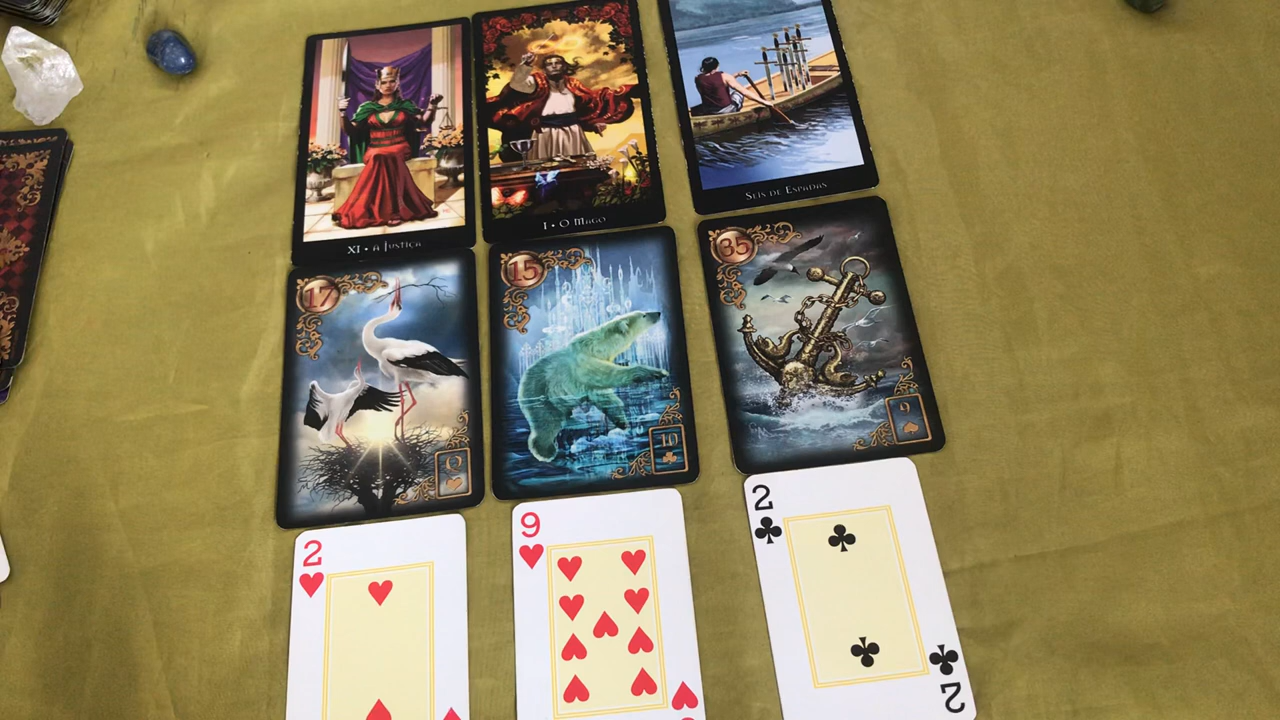 XI • A Justiça
I • O Mago
Seis de Espadas
17
15
35
Q
10
9
2
9
2
2